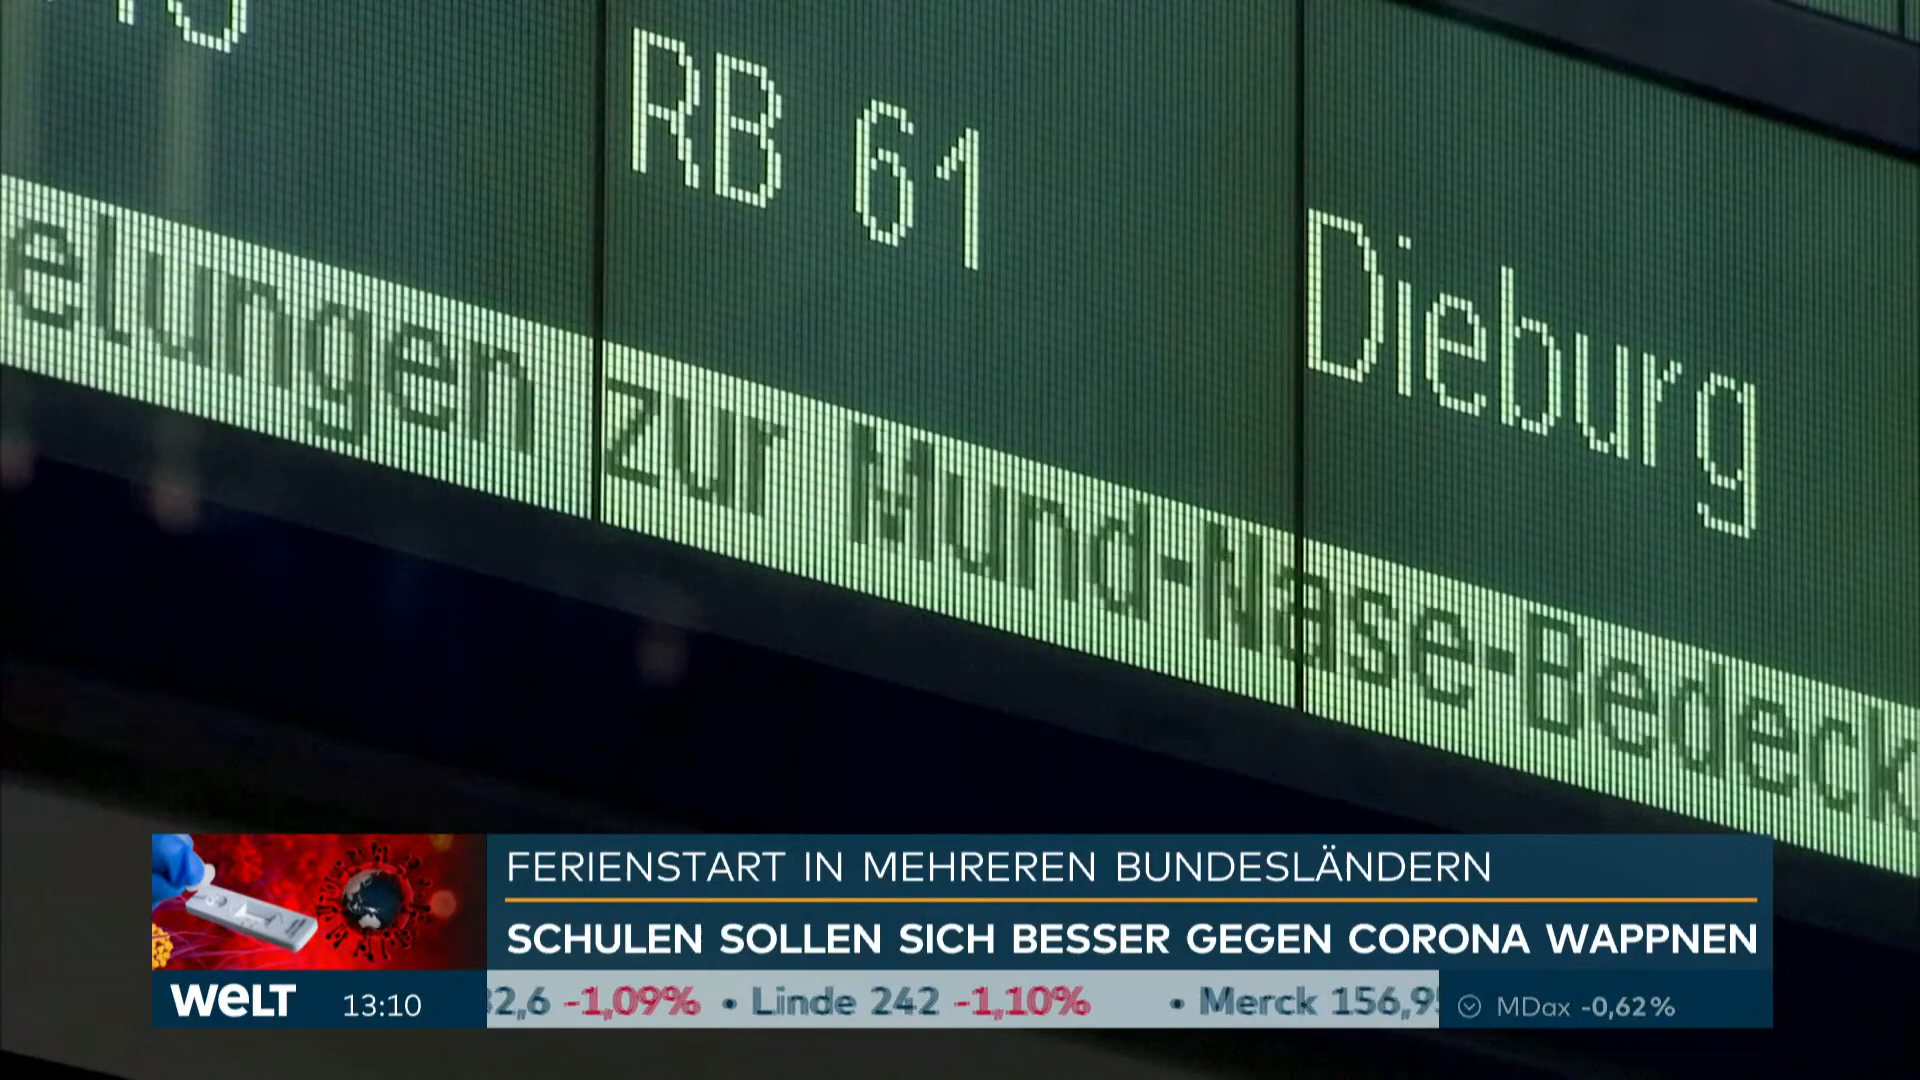 RB 61
Dieburg
elungen zur Mund-Nase-Bedeck
FERIENSTART IN MEHREREN BUNDESLÄNDERN
SCHULEN SOLLEN SICH BESSER GEGEN CORONA WAPPNEN
welt 13:10
32,6 -1,09% • Linde 242 -1,10% • Merck 156,9
MDax -0,62%